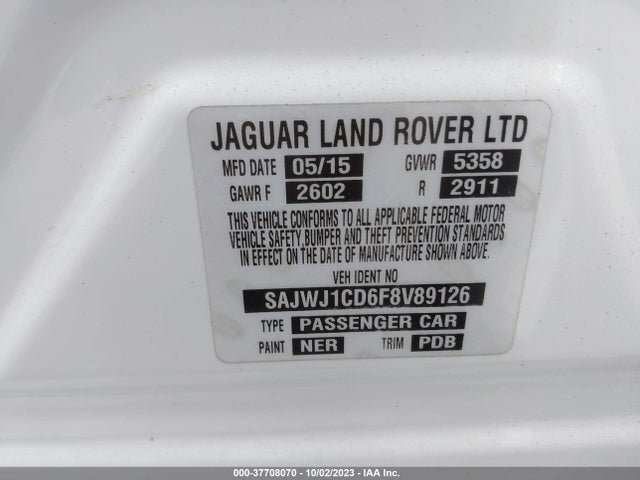 JAGUAR LAND ROVER LTD
MFD DATE 05/15 GVWR 5358
GAWR F 2602 R 2911
THIS VEHICLE CONFORMS TO ALL APPLICABLE FEDERAL MOTOR
VEHICLE SAFETY, BUMPER AND THEFT PREVENTION STANDARDS
IN EFFECT ON THE DATE OF MANUFACTURE SHOWN ABOVE.
VEH IDENT NO
SAJWJ1CD6F8V89126
TYPE PASSENGER CAR
PAINT NER TRIM PDB
000-37708070 - 10/02/2023 - IAA Inc.